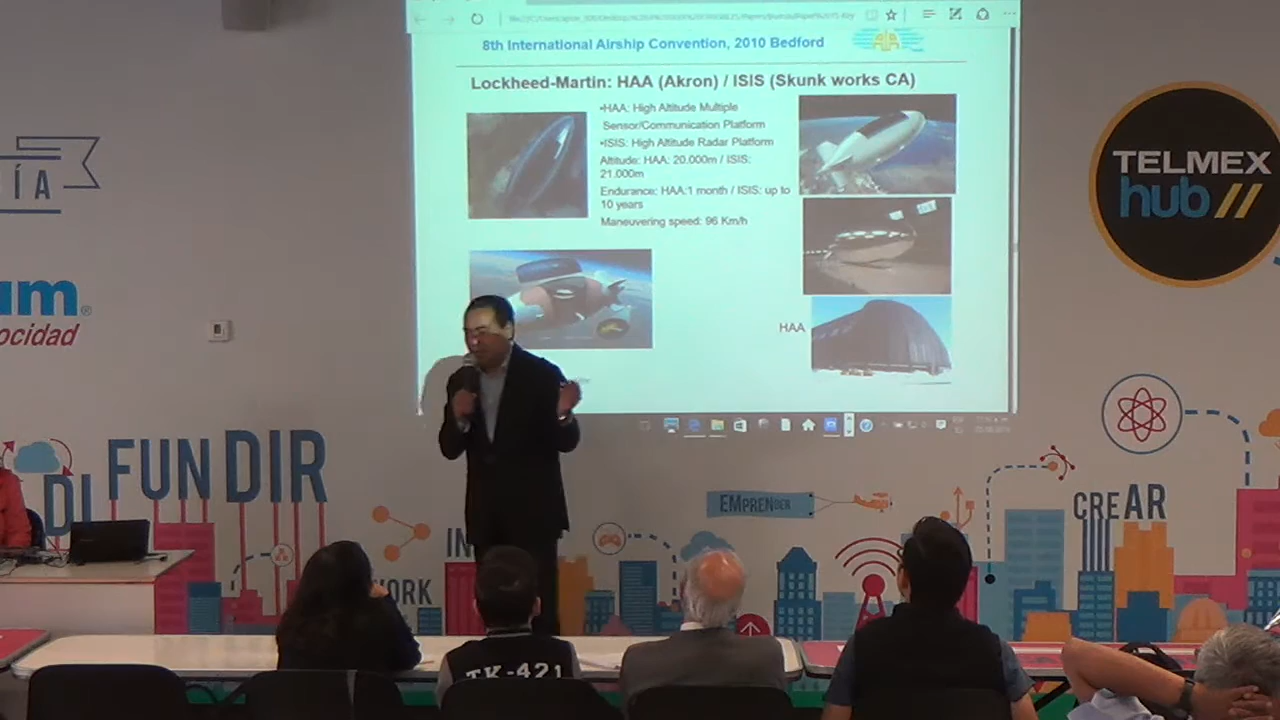 8th International Airship Convention, 2010 Bedford
Lockheed-Martin: HAA (Akron) / ISIS (Skunk works CA)
•HAA: High Altitude Multiple
Sensor/Communication Platform
•ISIS: High Altitude Radar Platform
Altitude: HAA: 20.000m / ISIS:
21.000m
Endurance: HAA:1 month / ISIS: up to
10 years
Maneuvering speed: 96 Km/h
HAA
TELMEX
hub //
ÍA
um®
ocidad
DI
FUNDIR
EMPRENDER
CREAR
IN
WORK
TK-421